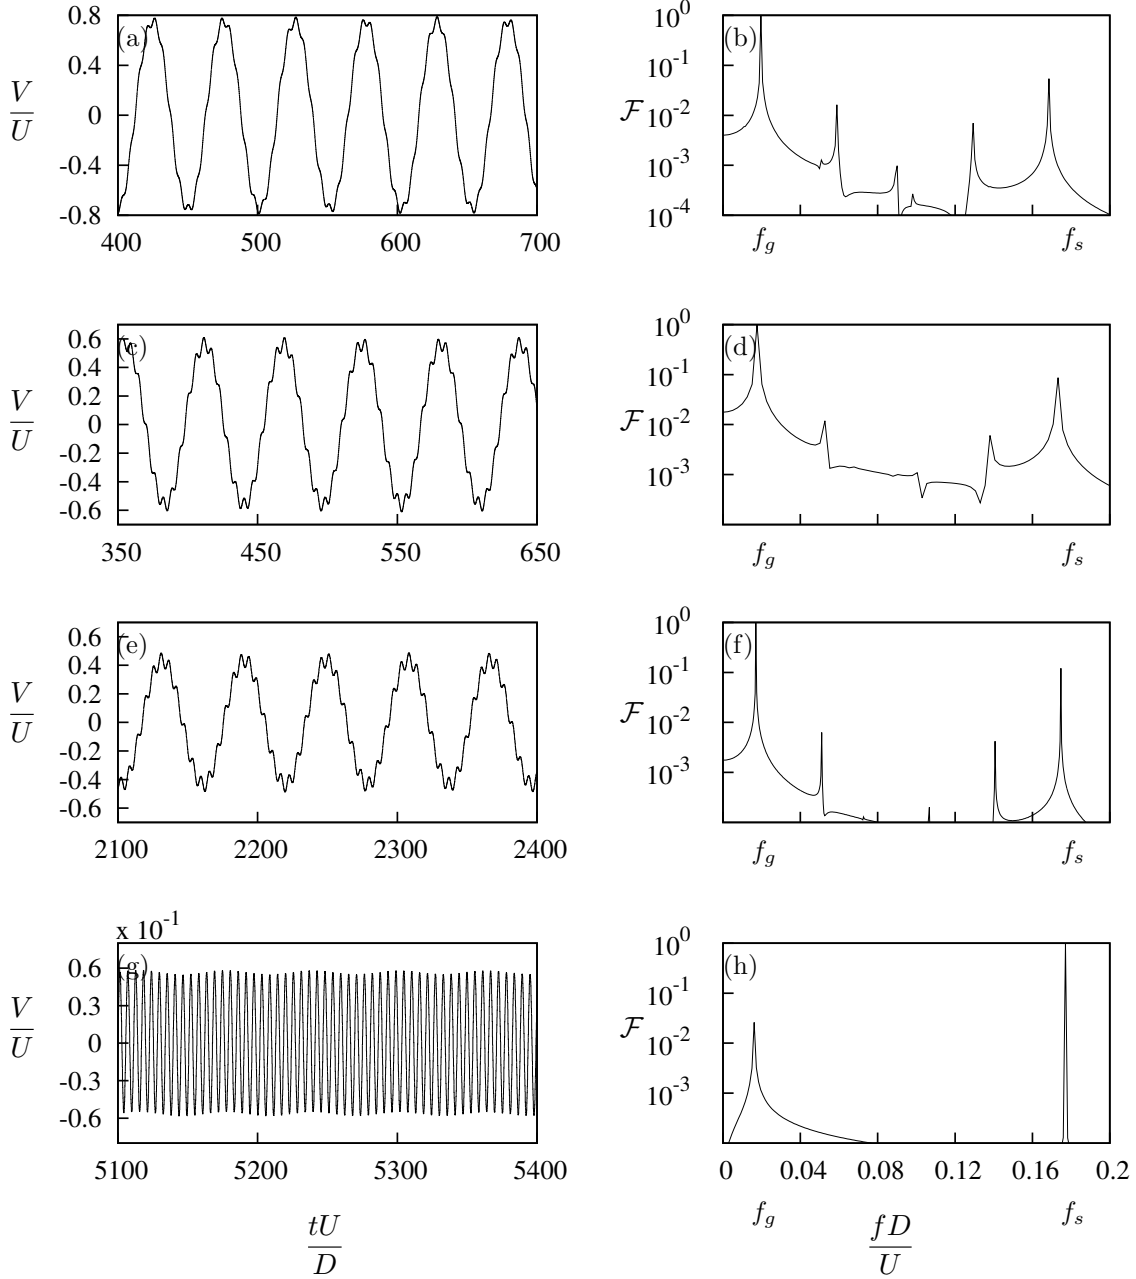 (a)
V/U
0.8
0.4
0
-0.4
-0.8
400 500 600 700
(b)
F
10^0
10^-1
10^-2
10^-3
10^-4
f_g f_s
(c)
V/U
0.6
0.4
0.2
0
-0.2
-0.4
-0.6
350 450 550 650
(d)
F
10^0
10^-1
10^-2
10^-3
f_g f_s
(e)
V/U
0.6
0.4
0.2
0
-0.2
-0.4
-0.6
2100 2200 2300 2400
(f)
F
10^0
10^-1
10^-2
10^-3
f_g f_s
x 10^-1
(g)
V/U
0.6
0.3
0
-0.3
-0.6
5100 5200 5300 5400
tU/D
(h)
F
10^0
10^-1
10^-2
10^-3
0 0.04 0.08 0.12 0.16 0.2
f_g f_s
fD/U